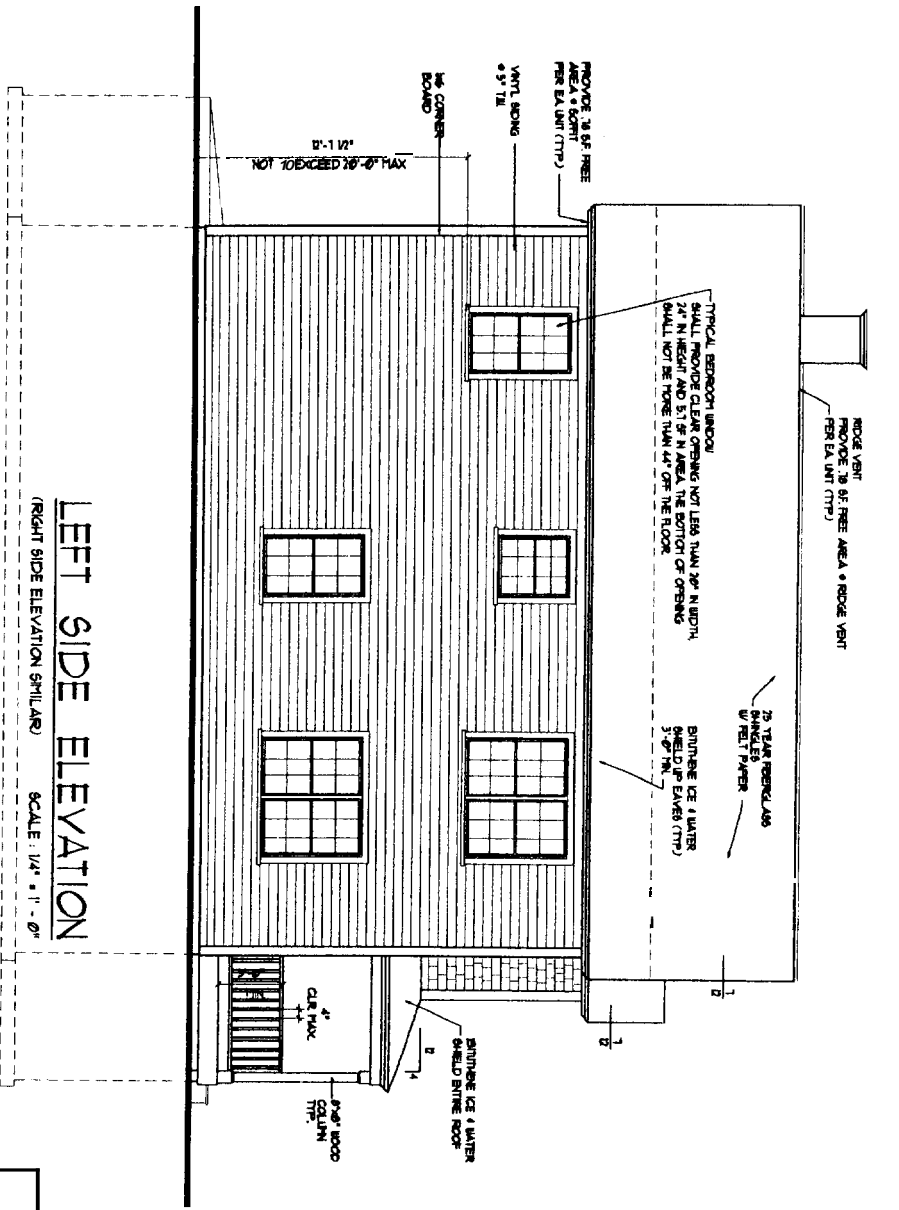 RIDGE VENT
PROVIDE .78 S.F. FREE AREA @ RIDGE VENT
PER EA. UNIT (TYP.)
25 YEAR FIBERGLASS
SHINGLES
W/ FELT PAPER
7
12
TYPICAL BEDROOM WINDOW
SHALL PROVIDE CLEAR OPENING NOT LESS THAN 20" IN WIDTH,
24" IN HEIGHT AND 5.7 SF IN AREA. THE BOTTOM OF OPENING
SHALL NOT BE MORE THAN 44" OFF THE FLOOR.
BITUTHENE ICE & WATER
SHIELD UP EAVES (TYP.)
3'-0" MIN.
7
12
PROVIDE .78 S.F. FREE
AREA @ SOFFIT
PER EA. UNIT (TYP.)
VINYL SIDING
@ 5" T.W.
CORNER
BOARD
12
4
BITUTHENE ICE & WATER
SHIELD ENTIRE ROOF
12'-7 1/2"
NOT TO EXCEED 20'-0" MAX
4"
CLR. MAX.
MIN.
8"x8" WOOD
COLUMN
TYP.
LEFT SIDE ELEVATION
(RIGHT SIDE ELEVATION SIMILAR) SCALE : 1/4" = 1' - 0"